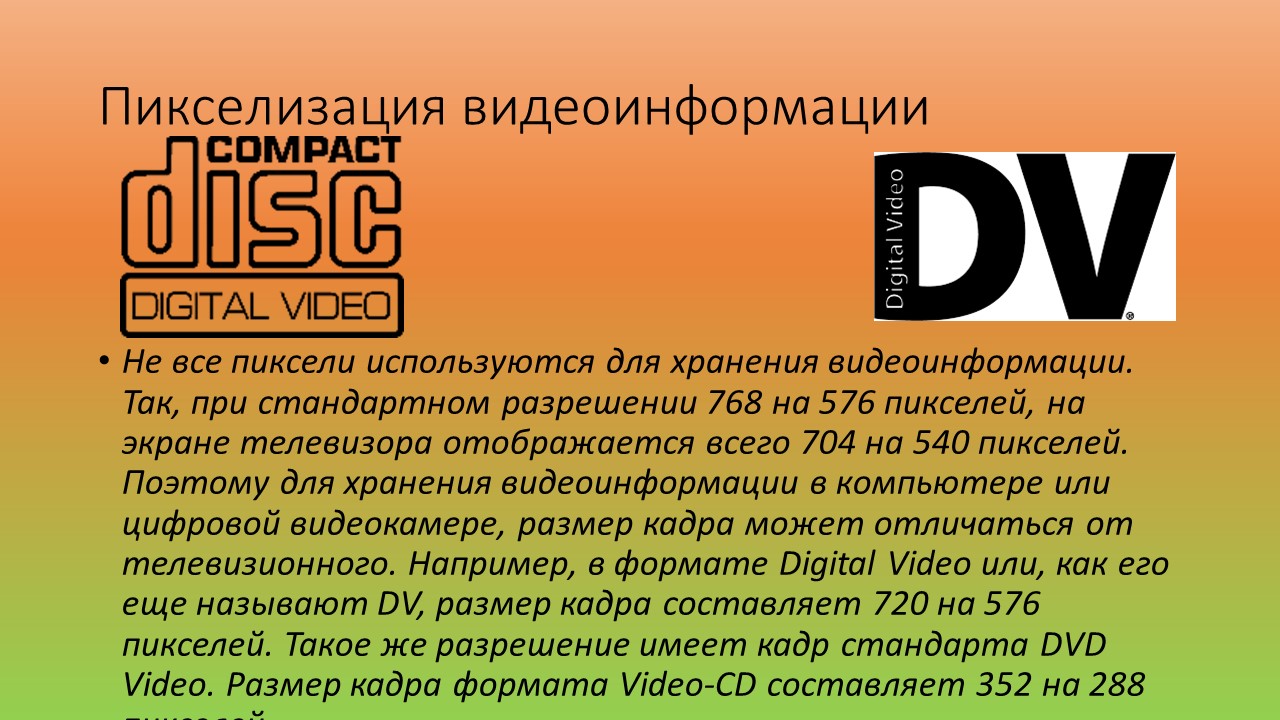 Пикселизация видеоинформации
COMPACT
disc
DIGITAL VIDEO
Digital Video
DV
®
• Не все пиксели используются для хранения видеоинформации.
Так, при стандартном разрешении 768 на 576 пикселей, на
экране телевизора отображается всего 704 на 540 пикселей.
Поэтому для хранения видеоинформации в компьютере или
цифровой видеокамере, размер кадра может отличаться от
телевизионного. Например, в формате Digital Video или, как его
еще называют DV, размер кадра составляет 720 на 576
пикселей. Такое же разрешение имеет кадр стандарта DVD
Video. Размер кадра формата Video-CD составляет 352 на 288